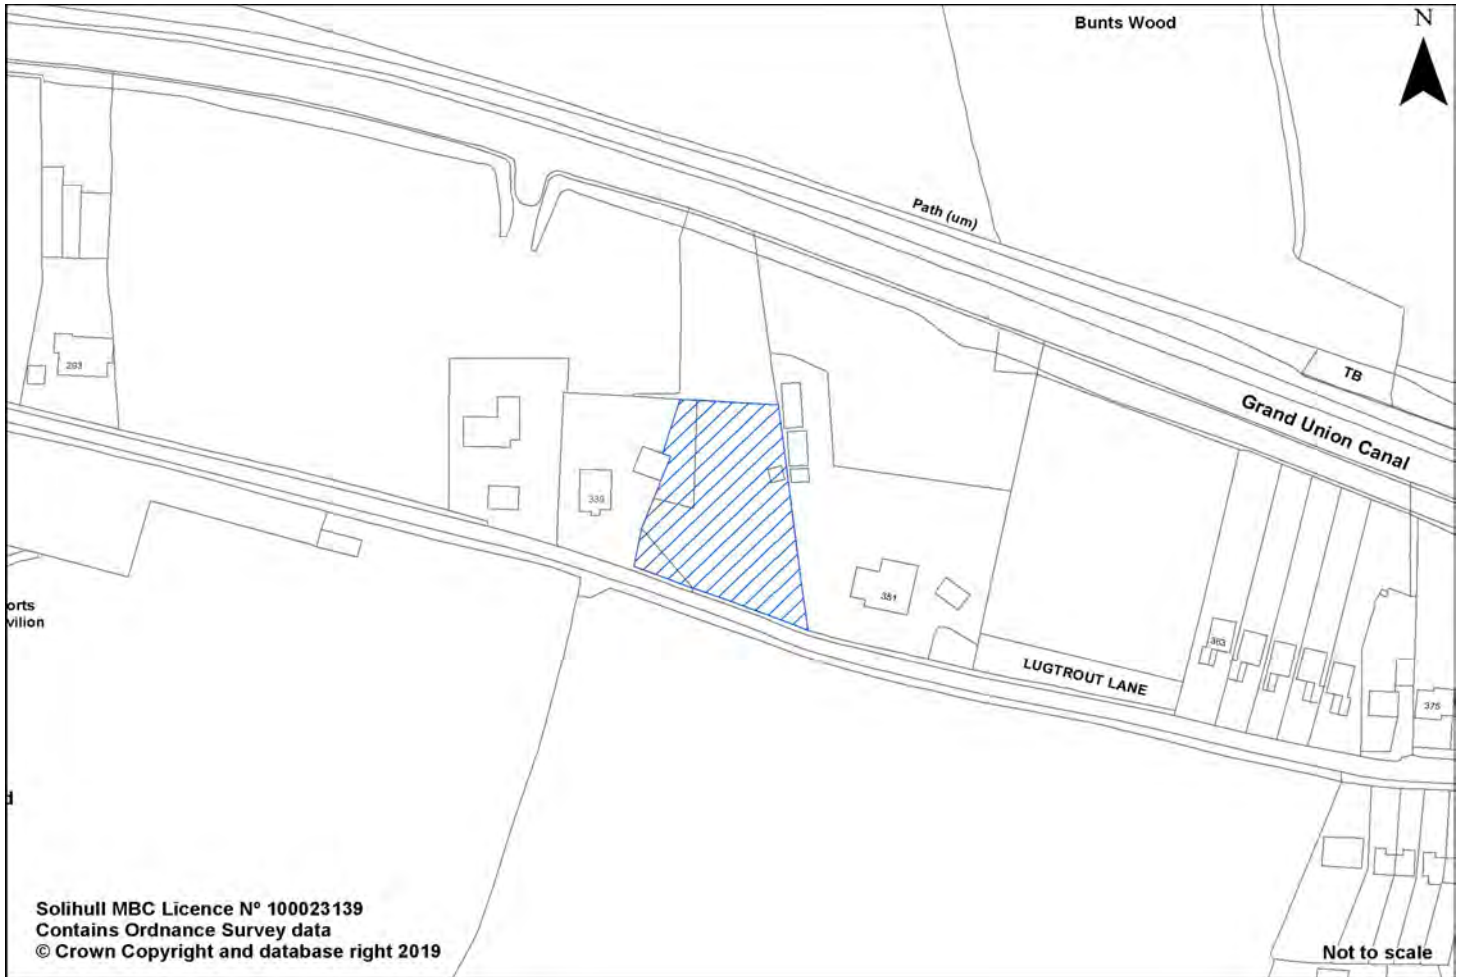 Bunts Wood
N
Path (um)
293
TB
Grand Union Canal
339
351
orts
vilion
363
LUGTROUT LANE
375
d
Solihull MBC Licence Nº 100023139
Contains Ordnance Survey data
© Crown Copyright and database right 2019
Not to scale